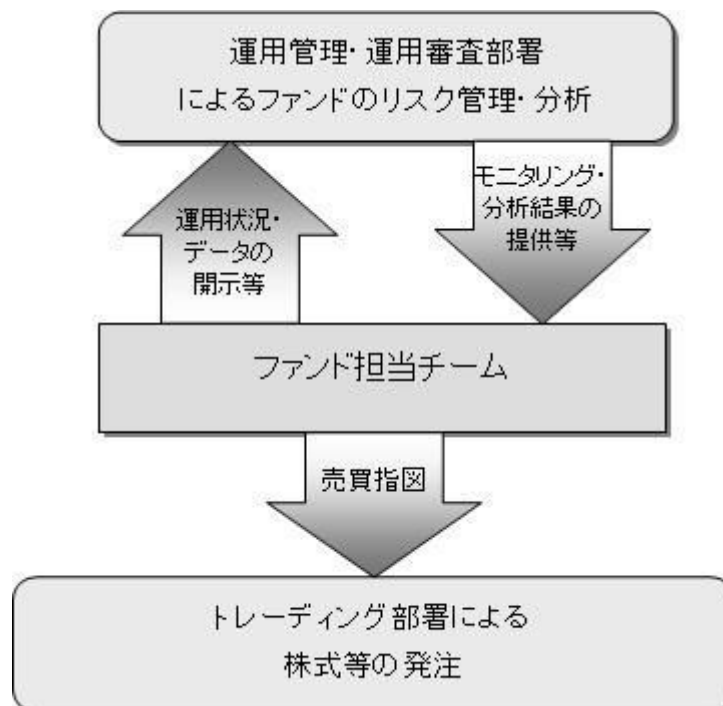 運用管理・運用審査部署
によるファンドのリスク管理・分析
運用状況・
データの
開示等
モニタリング・
分析結果の
提供等
ファンド担当チーム
売買指図
トレーディング部署による
株式等の発注